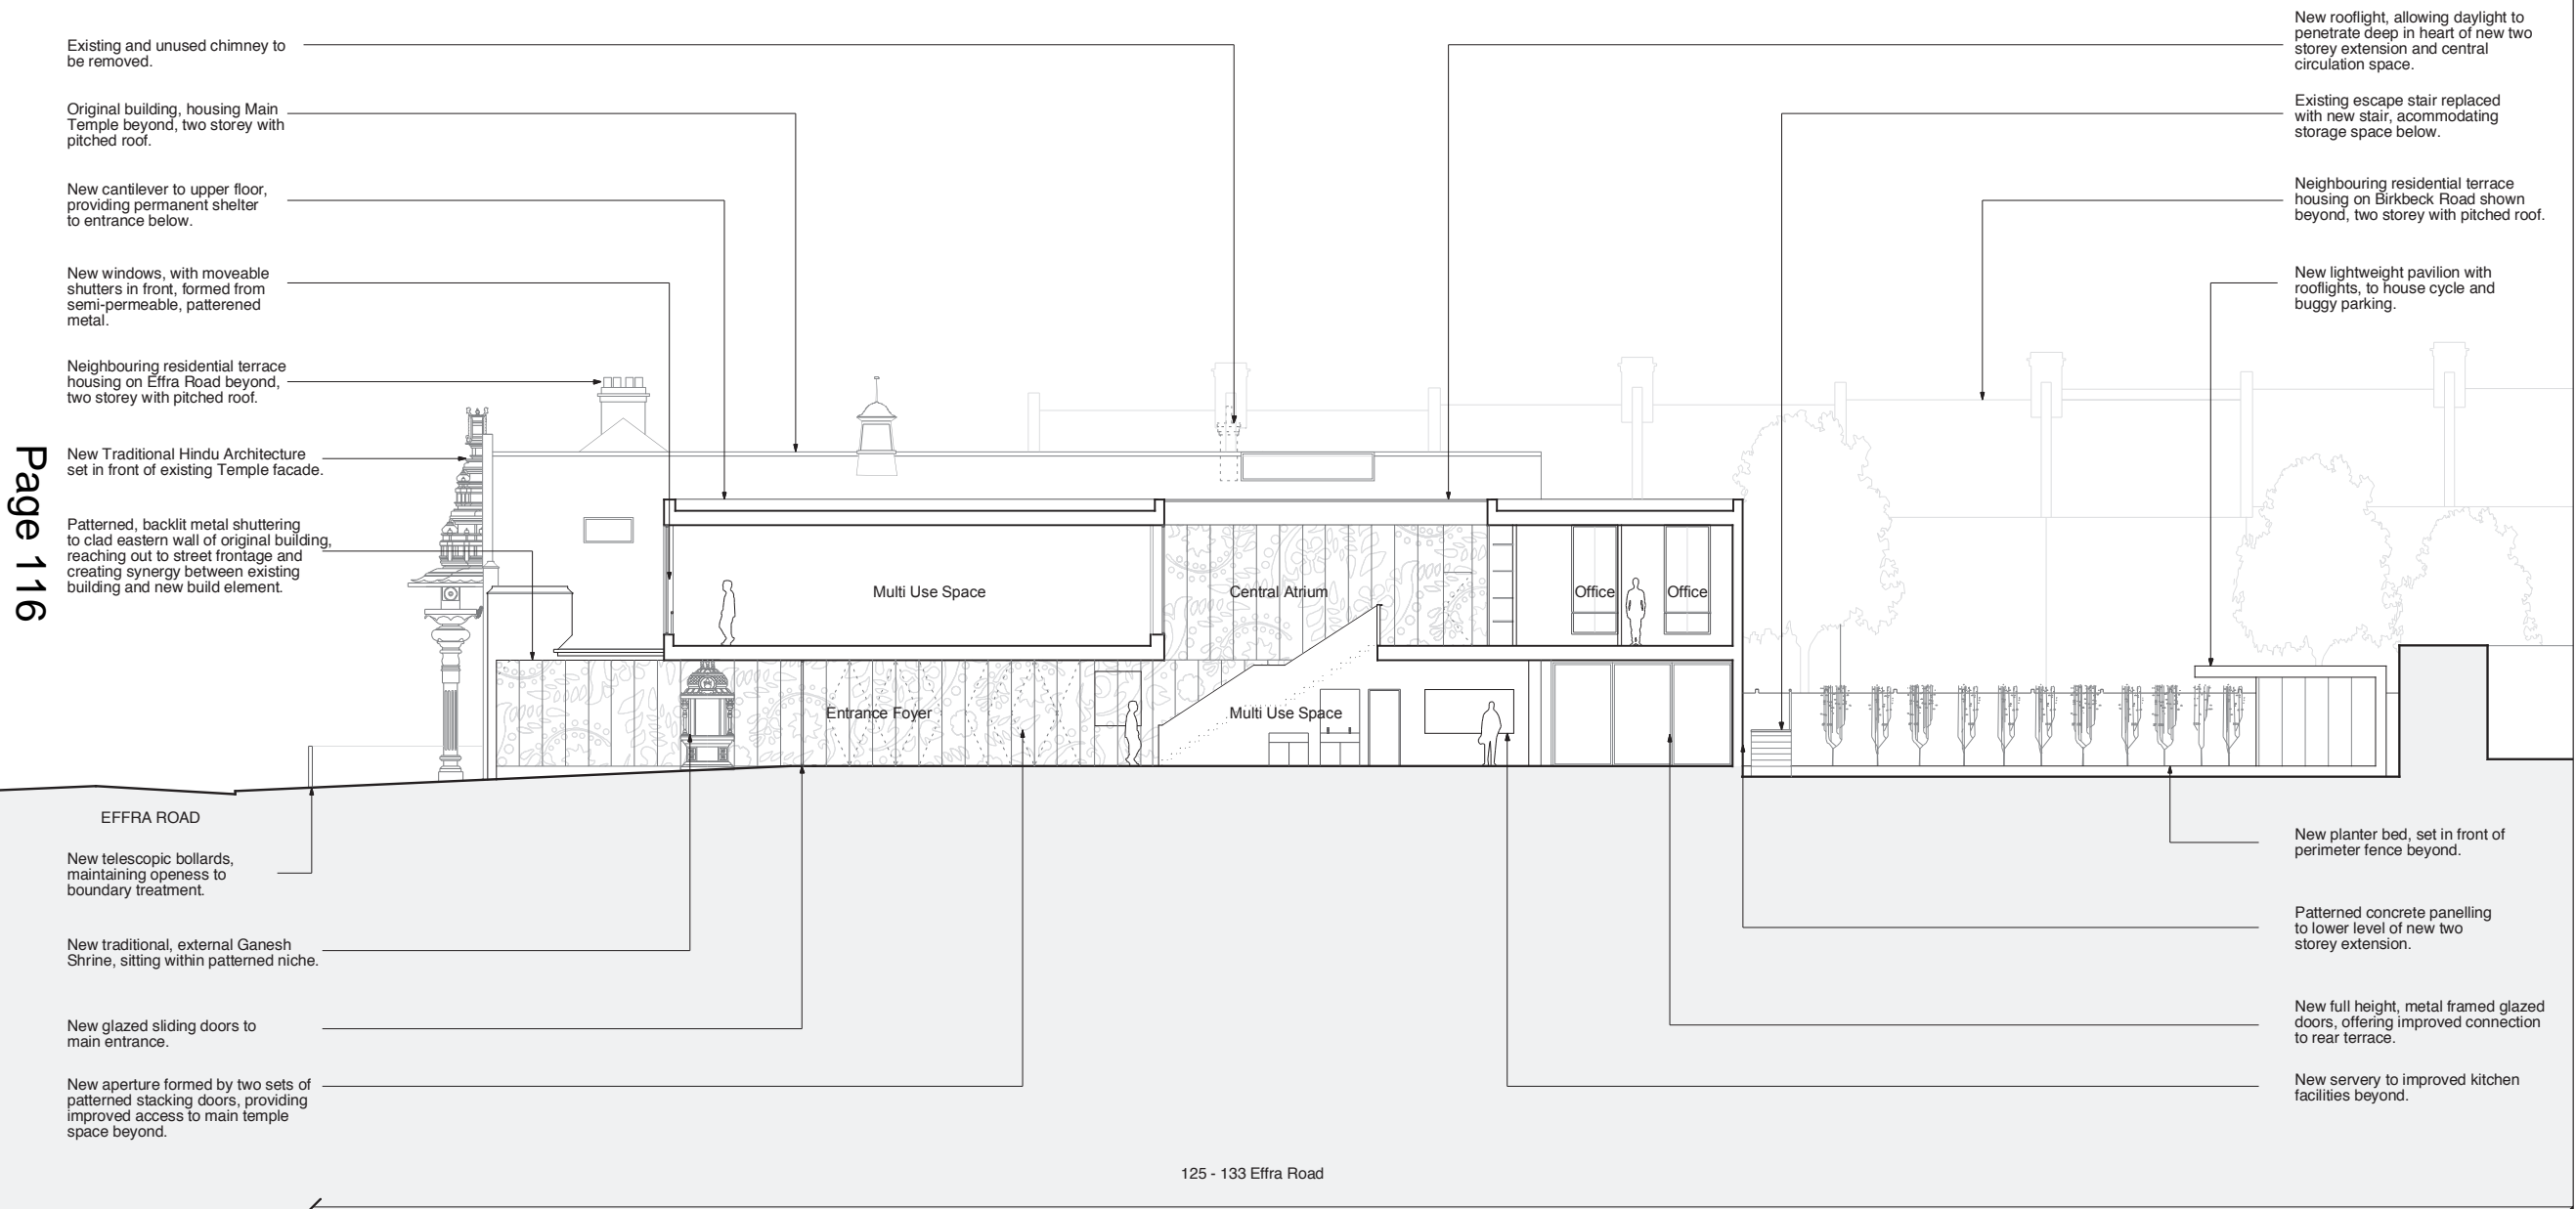 Existing and unused chimney to
be removed.
Original building, housing Main
Temple beyond, two storey with
pitched roof.
New cantilever to upper floor,
providing permanent shelter
to entrance below.
New windows, with moveable
shutters in front, formed from
semi-permeable, patterened
metal.
Neighbouring residential terrace
housing on Effra Road beyond,
two storey with pitched roof.
New Traditional Hindu Architecture
set in front of existing Temple facade.
Patterned, backlit metal shuttering
to clad eastern wall of original building,
reaching out to street frontage and
creating synergy between existing
building and new build element.
Page 116
EFFRA ROAD
New telescopic bollards,
maintaining openess to
boundary treatment.
New traditional, external Ganesh
Shrine, sitting within patterned niche.
New glazed sliding doors to
main entrance.
New aperture formed by two sets of
patterned stacking doors, providing
improved access to main temple
space beyond.
Multi Use Space
Central Atrium
Office
Office
Entrance Foyer
Multi Use Space
New rooflight, allowing daylight to
penetrate deep in heart of new two
storey extension and central
circulation space.
Existing escape stair replaced
with new stair, acommodating
storage space below.
Neighbouring residential terrace
housing on Birkbeck Road shown
beyond, two storey with pitched roof.
New lightweight pavilion with
rooflights, to house cycle and
buggy parking.
New planter bed, set in front of
perimeter fence beyond.
Patterned concrete panelling
to lower level of new two
storey extension.
New full height, metal framed glazed
doors, offering improved connection
to rear terrace.
New servery to improved kitchen
facilities beyond.
125 - 133 Effra Road